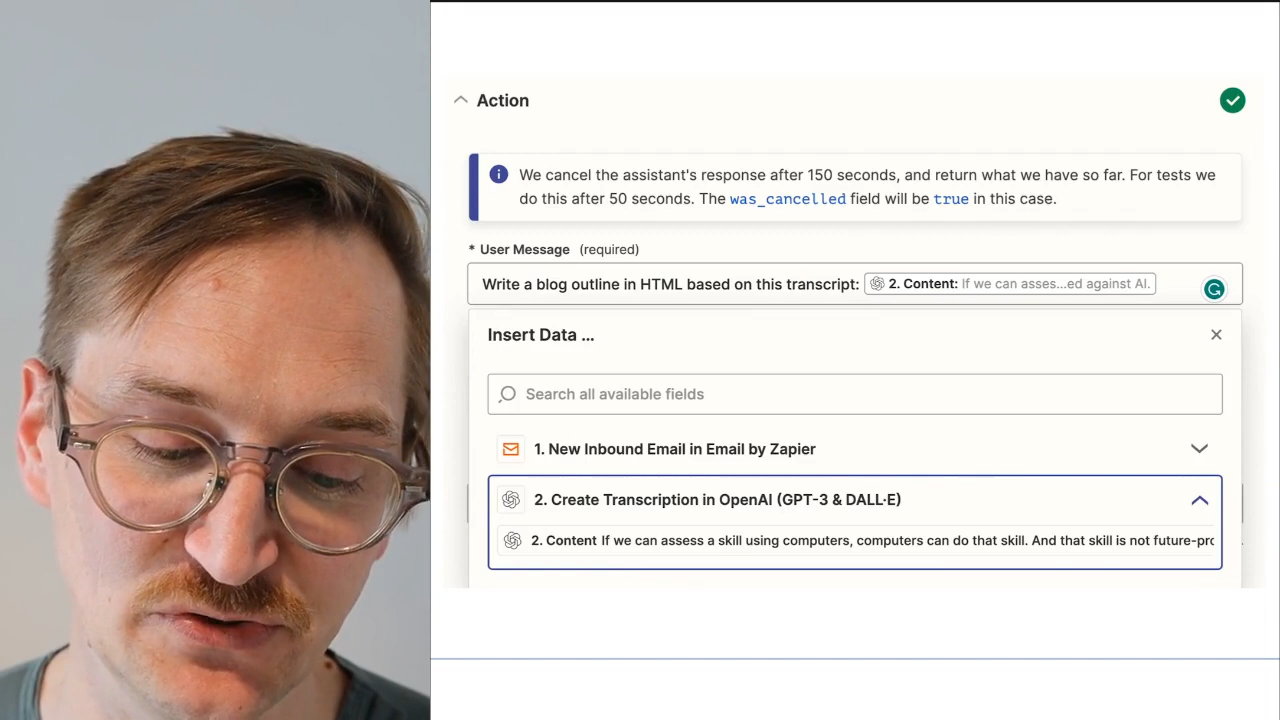 Action
We cancel the assistant's response after 150 seconds, and return what we have so far. For tests we
do this after 50 seconds. The was_cancelled field will be true in this case.
* User Message (required)
Write a blog outline in HTML based on this transcript: 2. Content: If we can asses...ed against AI.
Insert Data ...
Search all available fields
1. New Inbound Email in Email by Zapier
2. Create Transcription in OpenAI (GPT-3 & DALL·E)
2. Content If we can assess a skill using computers, computers can do that skill. And that skill is not future-pro